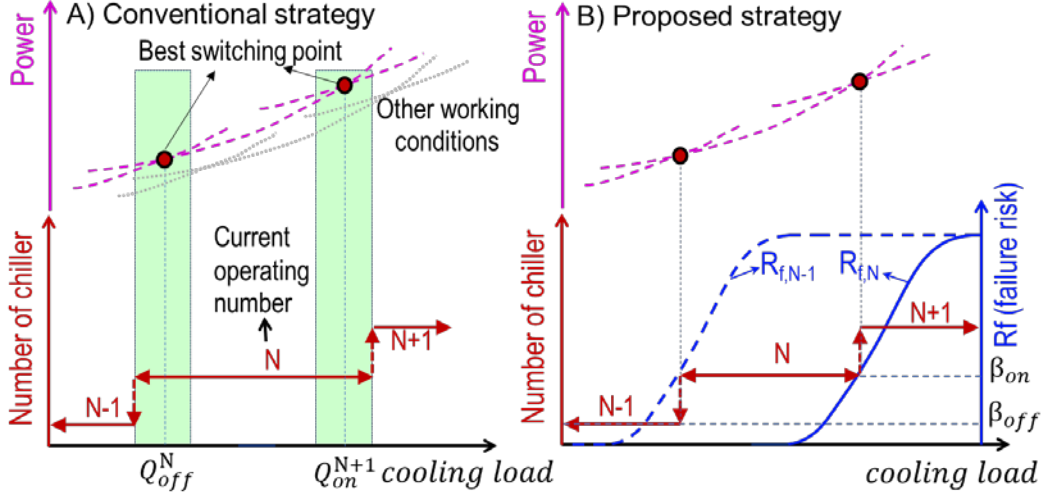 A) Conventional strategy
Power
Best switching point
Other working
conditions
Number of chiller
Current
operating
number
N-1
N
N+1
Q_off^N
Q_on^N+1 cooling load
B) Proposed strategy
Power
Number of chiller
R_f,N-1
R_f,N
Rf (failure risk)
N-1
N
N+1
β_on
β_off
cooling load